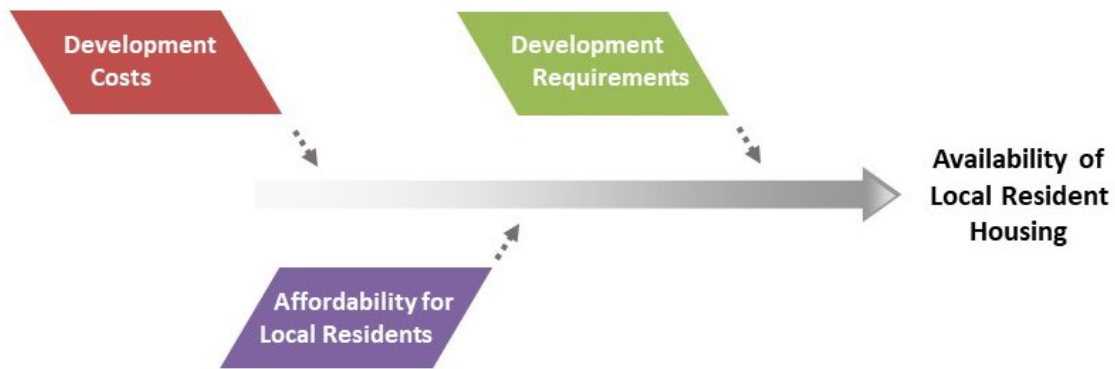 Development
Costs
Development
Requirements
Availability of
Local Resident
Housing
Affordability for
Local Residents